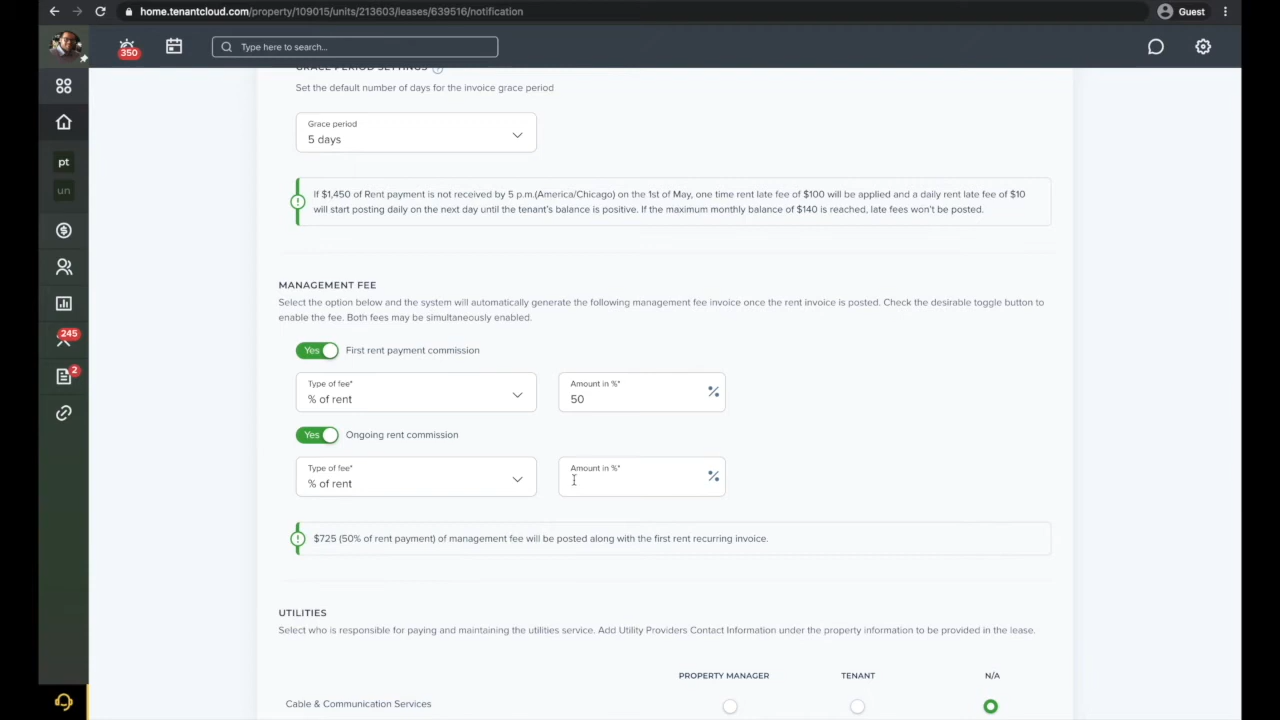 home.tenantcloud.com/property/109015/units/213603/leases/639516/notification
Guest
350
Type here to search...
pt
un
245
2
GRACE PERIOD SETTINGS
Set the default number of days for the invoice grace period
Grace period
5 days
If $1,450 of Rent payment is not received by 5 p.m.(America/Chicago) on the 1st of May, one time rent late fee of $100 will be applied and a daily rent late fee of $10
will start posting daily on the next day until the tenant's balance is positive. If the maximum monthly balance of $140 is reached, late fees won't be posted.
MANAGEMENT FEE
Select the option below and the system will automatically generate the following management fee invoice once the rent invoice is posted. Check the desirable toggle button to
enable the fee. Both fees may be simultaneously enabled.
Yes First rent payment commission
Type of fee*
% of rent
Amount in %*
50
Yes Ongoing rent commission
Type of fee*
% of rent
Amount in %*
$725 (50% of rent payment) of management fee will be posted along with the first rent recurring invoice.
UTILITIES
Select who is responsible for paying and maintaining the utilities service. Add Utility Providers Contact Information under the property information to be provided in the lease.
PROPERTY MANAGER TENANT N/A
Cable & Communication Services